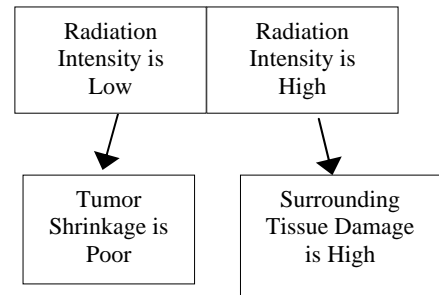 Radiation
Intensity is
Low
Radiation
Intensity is
High
Tumor
Shrinkage is
Poor
Surrounding
Tissue Damage
is High